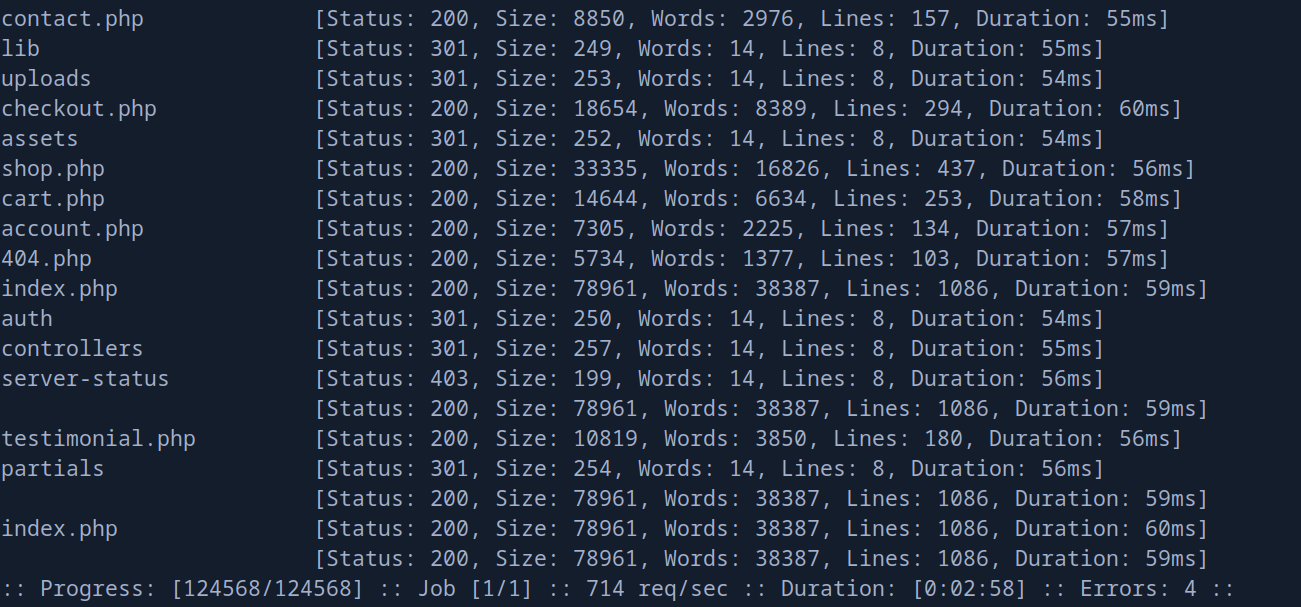 contact.php [Status: 200, Size: 8850, Words: 2976, Lines: 157, Duration: 55ms]
lib [Status: 301, Size: 249, Words: 14, Lines: 8, Duration: 55ms]
uploads [Status: 301, Size: 253, Words: 14, Lines: 8, Duration: 54ms]
checkout.php [Status: 200, Size: 18654, Words: 8389, Lines: 294, Duration: 60ms]
assets [Status: 301, Size: 252, Words: 14, Lines: 8, Duration: 54ms]
shop.php [Status: 200, Size: 33335, Words: 16826, Lines: 437, Duration: 56ms]
cart.php [Status: 200, Size: 14644, Words: 6634, Lines: 253, Duration: 58ms]
account.php [Status: 200, Size: 7305, Words: 2225, Lines: 134, Duration: 57ms]
404.php [Status: 200, Size: 5734, Words: 1377, Lines: 103, Duration: 57ms]
index.php [Status: 200, Size: 78961, Words: 38387, Lines: 1086, Duration: 59ms]
auth [Status: 301, Size: 250, Words: 14, Lines: 8, Duration: 54ms]
controllers [Status: 301, Size: 257, Words: 14, Lines: 8, Duration: 55ms]
server-status [Status: 403, Size: 199, Words: 14, Lines: 8, Duration: 56ms]
[Status: 200, Size: 78961, Words: 38387, Lines: 1086, Duration: 59ms]
testimonial.php [Status: 200, Size: 10819, Words: 3850, Lines: 180, Duration: 56ms]
partials [Status: 301, Size: 254, Words: 14, Lines: 8, Duration: 56ms]
[Status: 200, Size: 78961, Words: 38387, Lines: 1086, Duration: 59ms]
index.php [Status: 200, Size: 78961, Words: 38387, Lines: 1086, Duration: 60ms]
[Status: 200, Size: 78961, Words: 38387, Lines: 1086, Duration: 59ms]
:: Progress: [124568/124568] :: Job [1/1] :: 714 req/sec :: Duration: [0:02:58] :: Errors: 4 ::